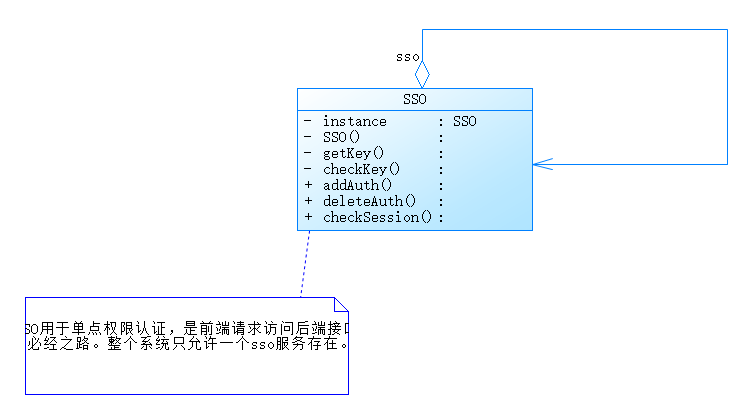 sso
SSO
- instance : SSO
- SSO() :
- getKey() :
- checkKey() :
+ addAuth() :
+ deleteAuth() :
+ checkSession() :
SO用于单点权限认证，是前端请求访问后端接口
必经之路。整个系统只允许一个sso服务存在。